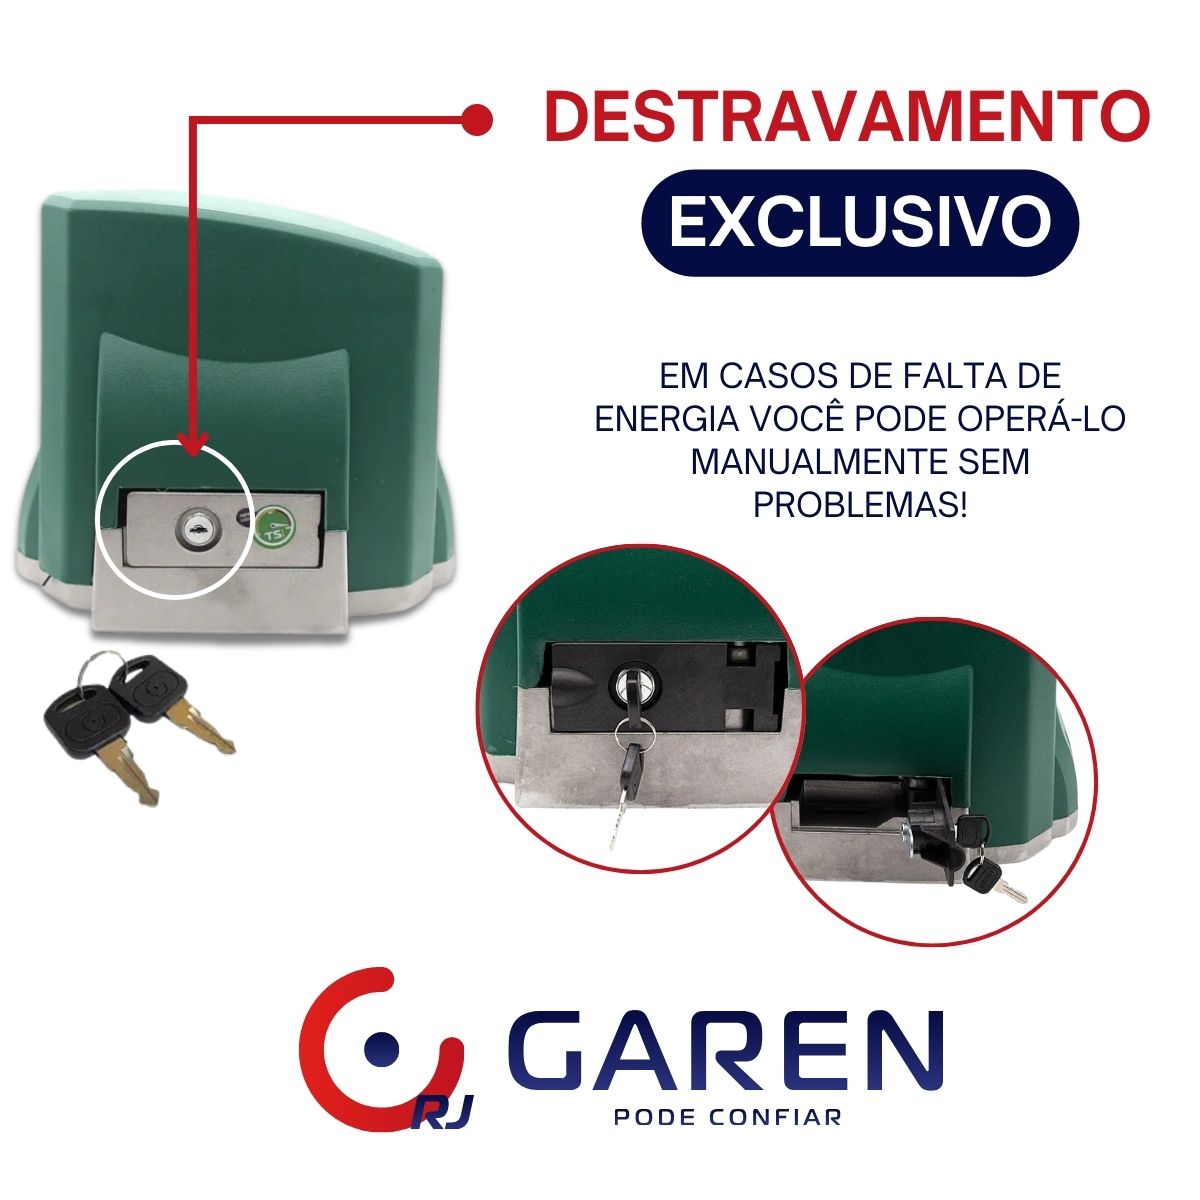 DESTRAVAMENTO
EXCLUSIVO
EM CASOS DE FALTA DE
ENERGIA VOCÊ PODE OPERÁ-LO
MANUALMENTE SEM
PROBLEMAS!
TSI
RJ
GAREN
PODE CONFIAR